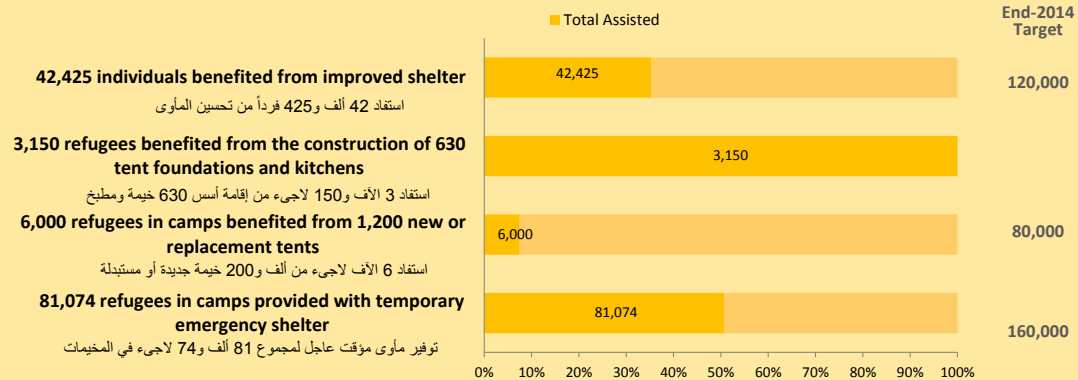 Total Assisted
End-2014
Target
42,425 individuals benefited from improved shelter
استفاد 42 ألف و425 فرداً من تحسين المأوى
42,425
120,000
3,150 refugees benefited from the construction of 630
tent foundations and kitchens
استفاد 3 الآف و150 لاجىء من إقامة أسس 630 خيمة ومطبخ
3,150
6,000 refugees in camps benefited from 1,200 new or
replacement tents
استفاد 6 الآف لاجىء من ألف و200 خيمة جديدة أو مستبدلة
6,000
80,000
81,074 refugees in camps provided with temporary
emergency shelter
توفير مأوى مؤقت عاجل لمجموع 81 ألف و74 لاجىء في المخيمات
81,074
160,000
0% 10% 20% 30% 40% 50% 60% 70% 80% 90% 100%